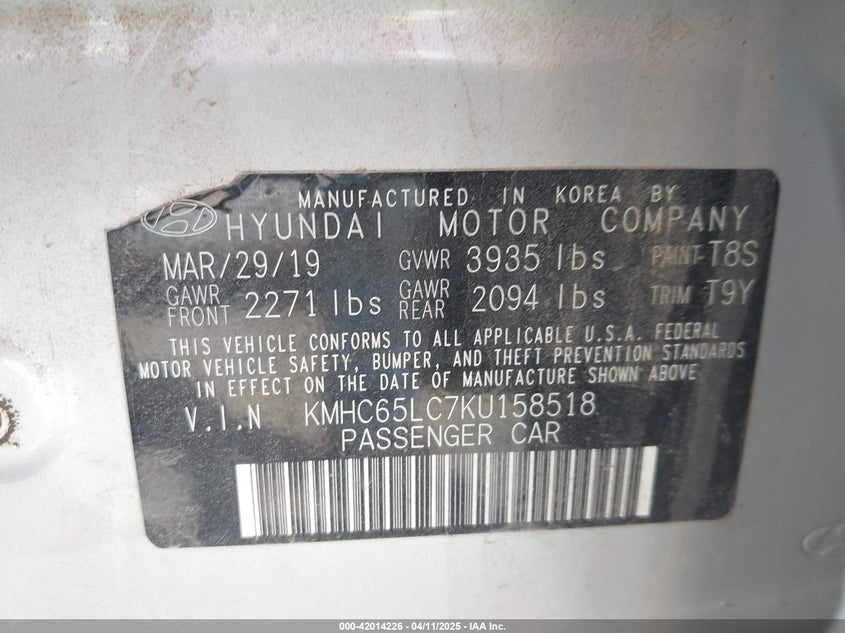 MANUFACTURED IN KOREA BY
HYUNDAI MOTOR COMPANY
MAR/29/19 GVWR 3935 lbs PAINT T8S
GAWR FRONT 2271 lbs GAWR REAR 2094 lbs TRIM T9Y
THIS VEHICLE CONFORMS TO ALL APPLICABLE U.S.A. FEDERAL
MOTOR VEHICLE SAFETY, BUMPER, AND THEFT PREVENTION STANDARDS
IN EFFECT ON THE DATE OF MANUFACTURE SHOWN ABOVE
V.I.N KMHC65LC7KU158518
PASSENGER CAR
000-42014226 - 04/11/2025 - IAA Inc.